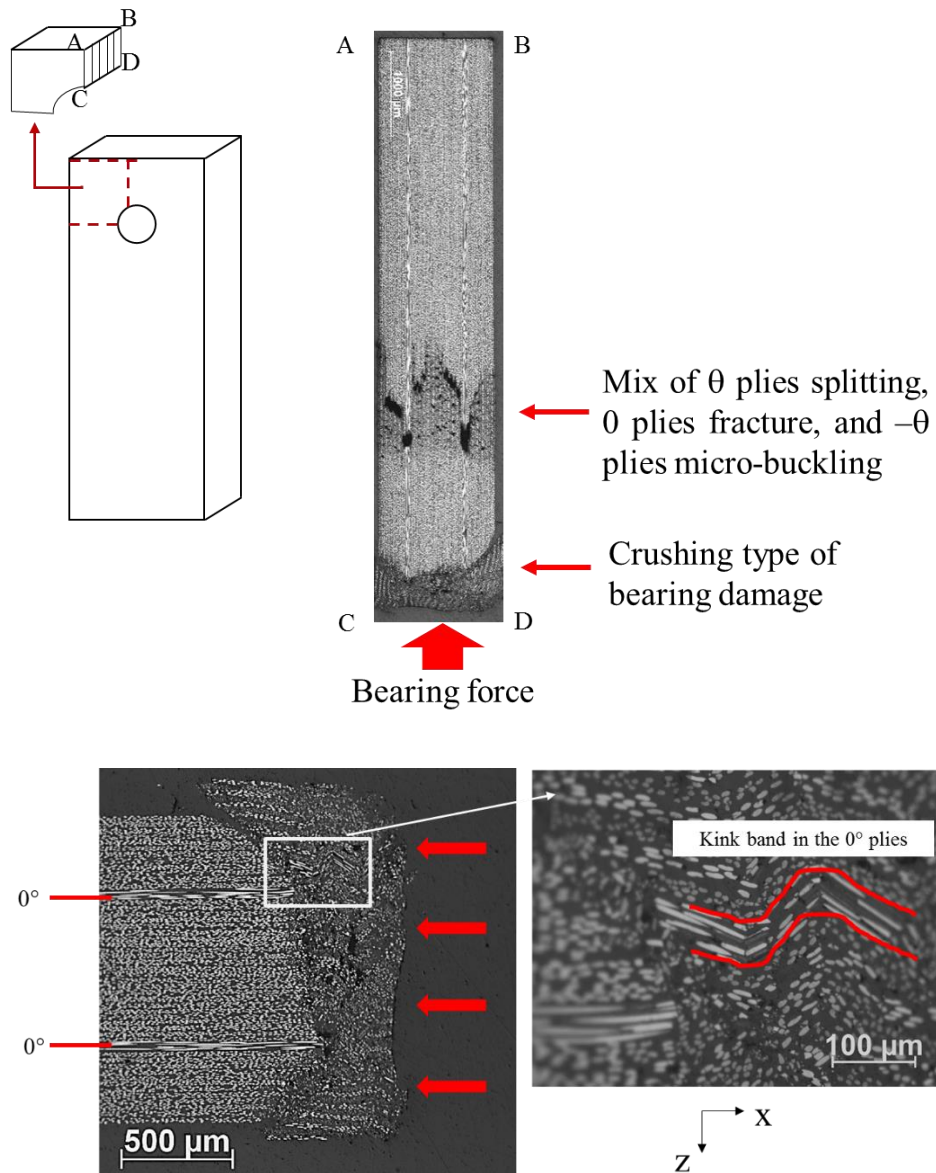 B
A
D
C
A
B
1000 µm
Mix of θ plies splitting,
0 plies fracture, and –θ
plies micro-buckling
Crushing type of
bearing damage
C
D
Bearing force
Kink band in the 0° plies
0°
0°
500 µm
100 µm
X
Z